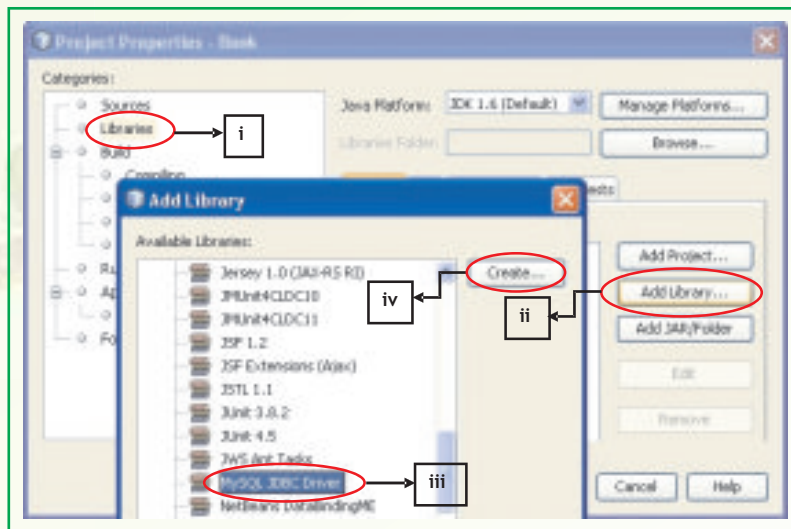 Project Properties - Book
Categories:
Sources
Libraries
Build
Compiling
Java Platform:
JDK 1.6 (Default)
Manage Platforms...
Libraries Folder:
Browse...
i
Add Library
Available Libraries:
Jersey 1.0 (JAX-RS RI)
JMUnit4CLDC10
JMUnit4CLDC11
JSF 1.2
JSF Extensions (Ajax)
JSTL 1.1
JUnit 3.8.2
JUnit 4.5
JWS Ant Tasks
MySQL JDBC Driver
NetBeans DataBindingME
Create...
iv
ii
iii
Add Project...
Add Library...
Add JAR/Folder
Edit
Remove
Cancel
Help